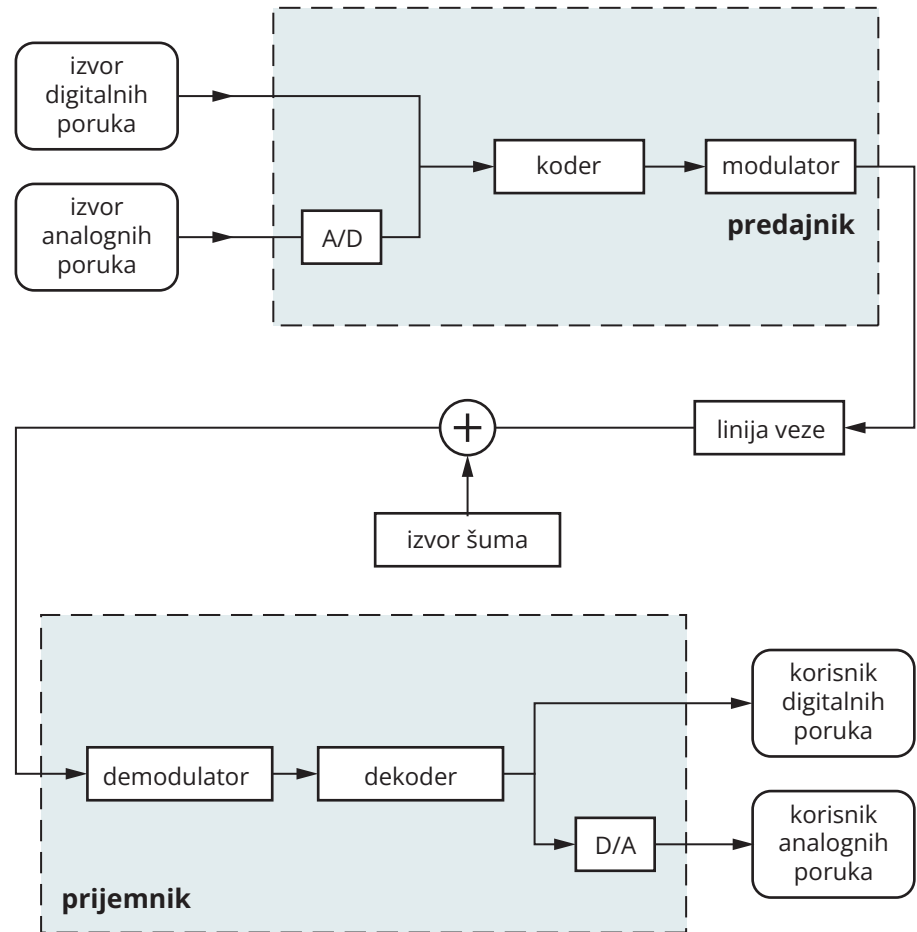 izvor
digitalnih
poruka
izvor
analognih
poruka
A/D
koder
modulator
predajnik
linija veze
+
izvor šuma
demodulator
dekoder
D/A
prijemnik
korisnik
digitalnih
poruka
korisnik
analognih
poruka